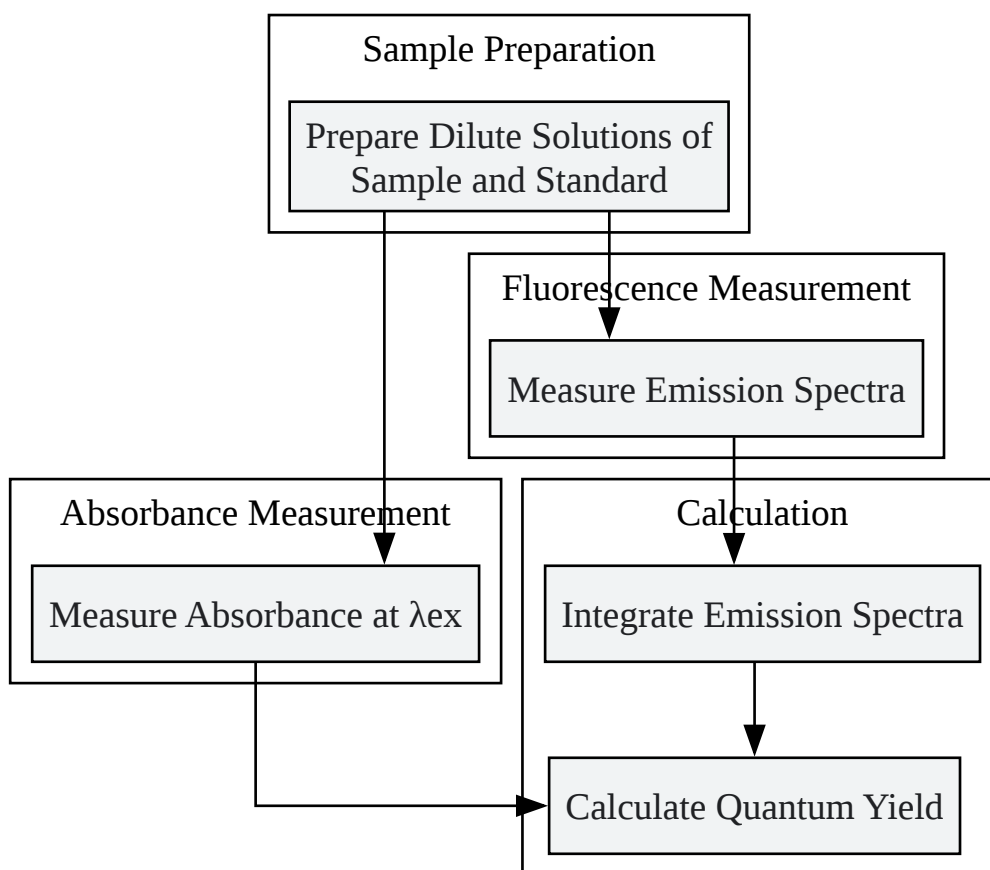 Sample Preparation
Prepare Dilute Solutions of
Sample and Standard
Fluorescence Measurement
Measure Emission Spectra
Absorbance Measurement
Measure Absorbance at λex
Calculation
Integrate Emission Spectra
Calculate Quantum Yield